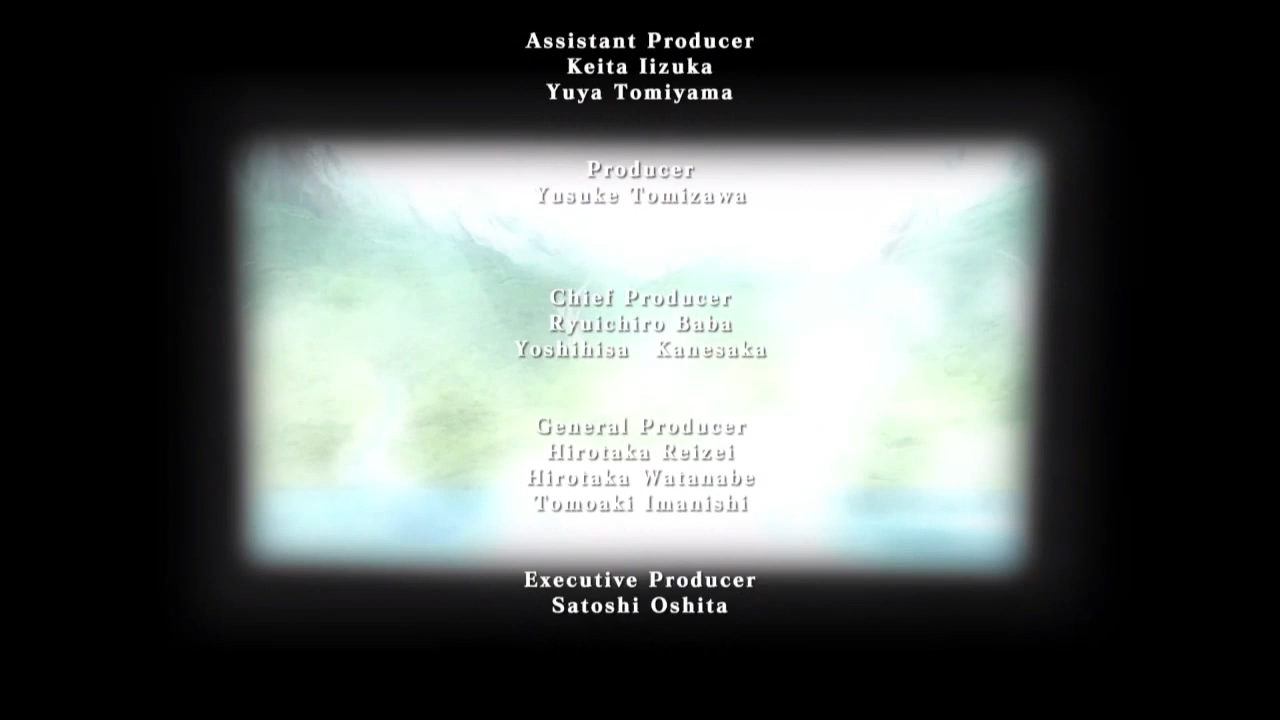 Assistant Producer
Keita Iizuka
Yuya Tomiyama
Producer
Yusuke Tomizawa
Chief Producer
Ryuichiro Baba
Yoshihisa Kanesaka
General Producer
Hirotaka Reizei
Hirotaka Watanabe
Tomoaki Imanishi
Executive Producer
Satoshi Oshita